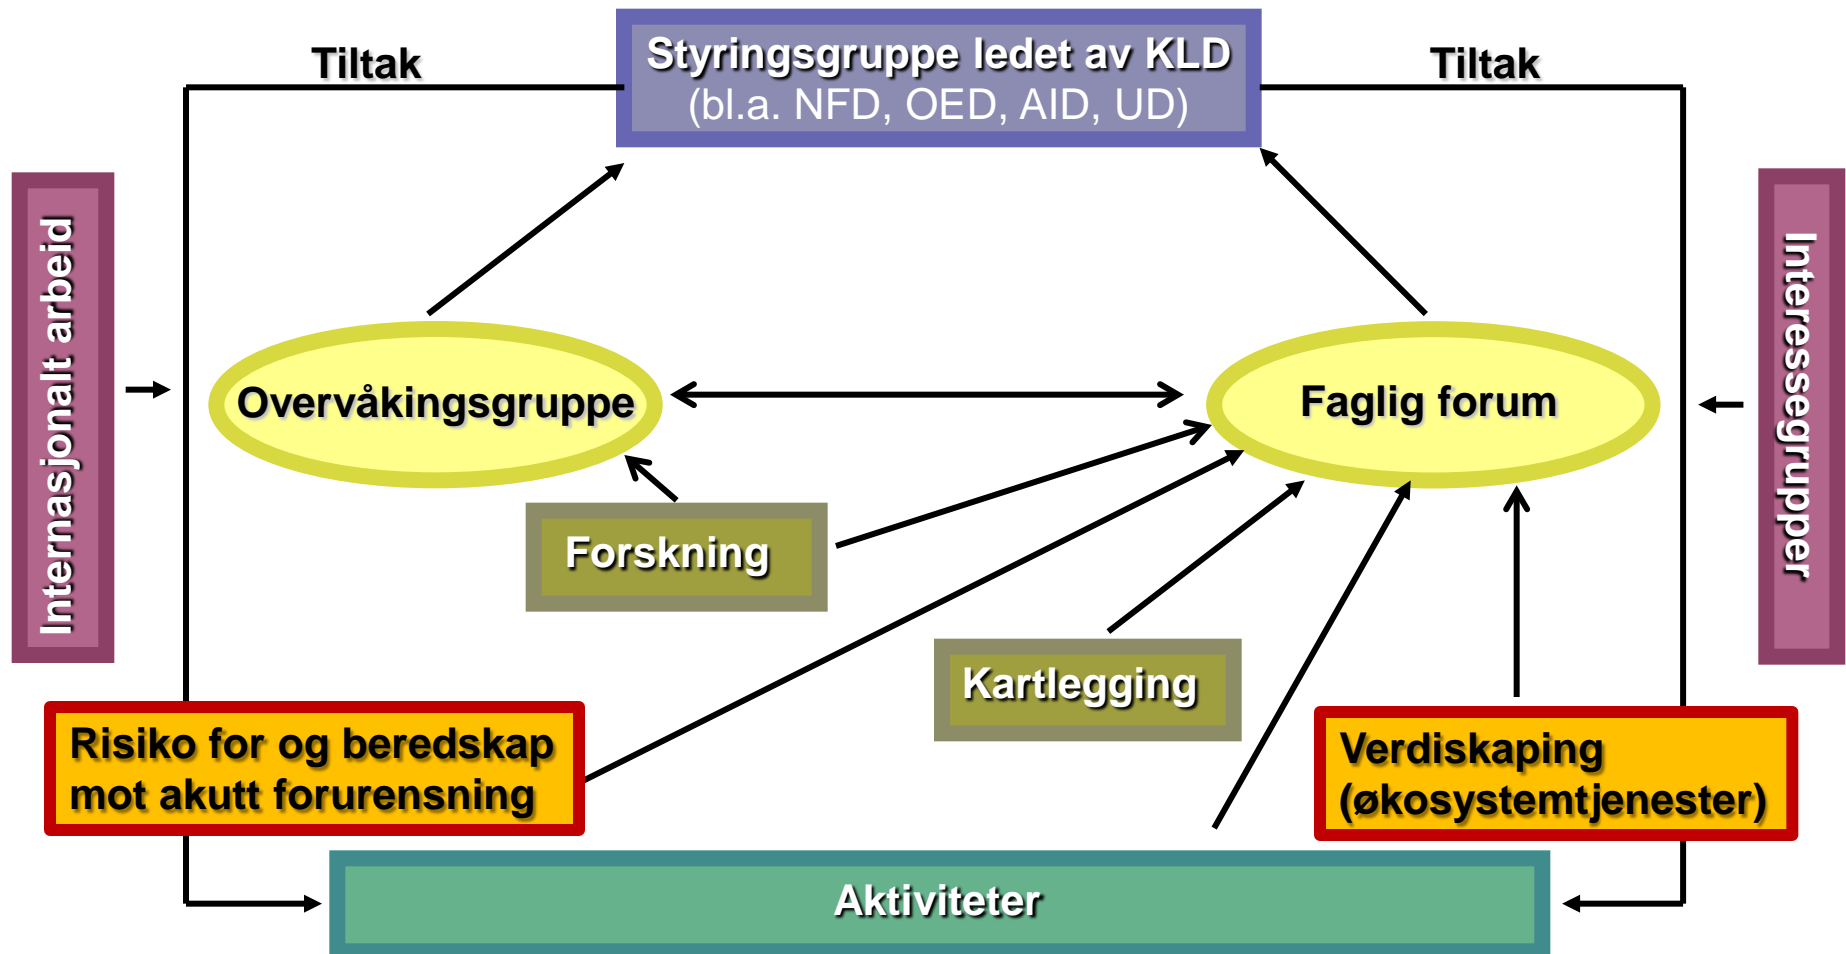 Tiltak
Styringsgruppe ledet av KLD
(bl.a. NFD, OED, AID, UD)
Tiltak
Internasjonalt arbeid
Interessegrupper
Overvåkingsgruppe
Faglig forum
Forskning
Kartlegging
Risiko for og beredskap
mot akutt forurensning
Verdiskaping
(økosystemtjenester)
Aktiviteter